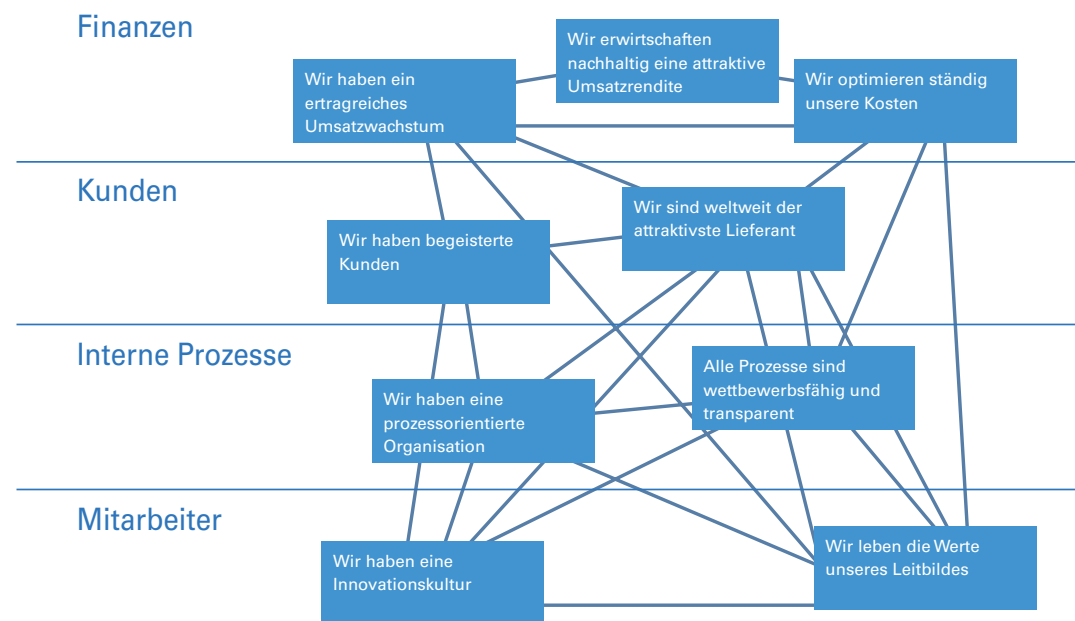 Finanzen
Wir haben ein
ertragreiches
Umsatzwachstum
Wir erwirtschaften
nachhaltig eine attraktive
Umsatzrendite
Wir optimieren ständig
unsere Kosten
Kunden
Wir haben begeisterte
Kunden
Wir sind weltweit der
attraktivste Lieferant
Interne Prozesse
Wir haben eine
prozessorientierte
Organisation
Alle Prozesse sind
wettbewerbsfähig und
transparent
Mitarbeiter
Wir haben eine
Innovationskultur
Wir leben die Werte
unseres Leitbildes